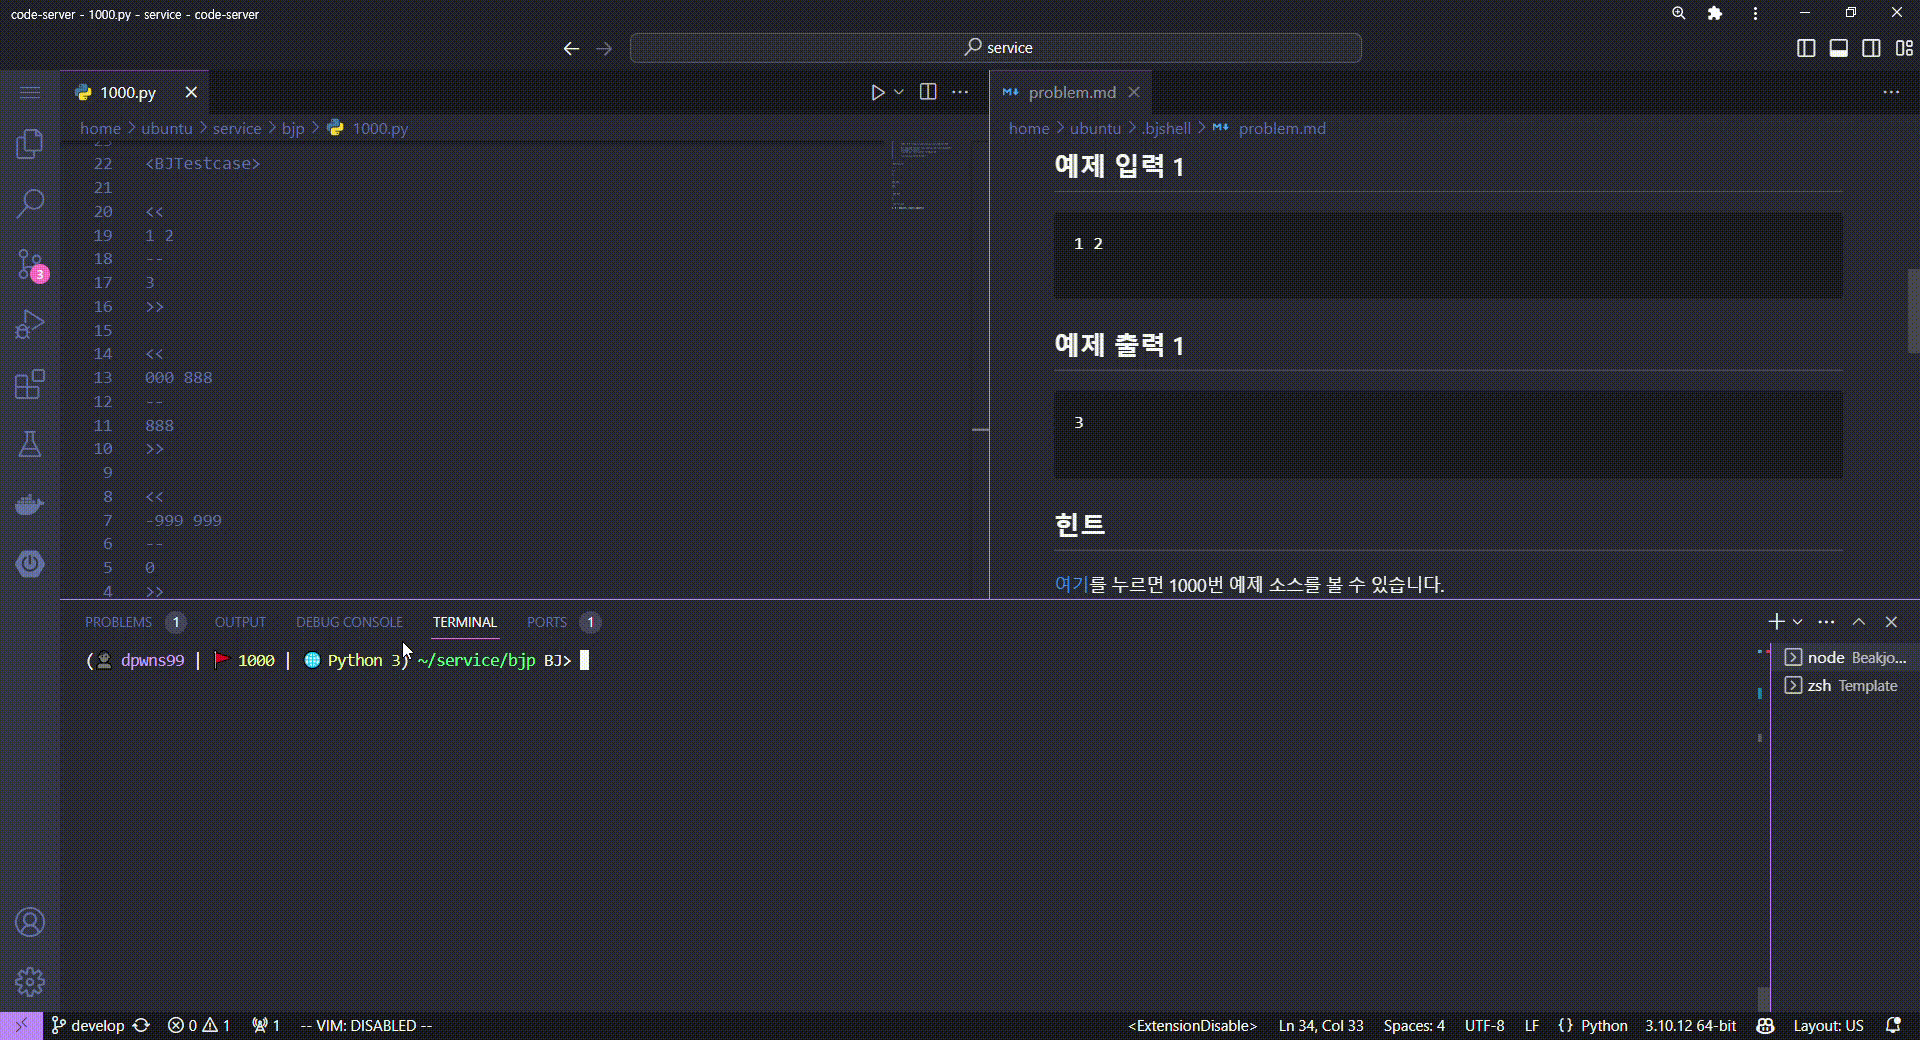 code-server - 1000.py - service - code-server
service
1000.py
problem.md
home > ubuntu > service > bjp > 1000.py
home > ubuntu > .bjshell > problem.md
23
22 <BJTestcase>
21
20 <<
19 1 2
18 --
17 3
16 >>
15
14 <<
13 000 888
12 --
11 888
10 >>
9
8 <<
7 -999 999
6 --
5 0
4 >>
예제 입력 1
1 2
예제 출력 1
3
힌트
여기를 누르면 1000번 예제 소스를 볼 수 있습니다.
PROBLEMS 1 OUTPUT DEBUG CONSOLE TERMINAL PORTS 1
( dpwns99 | 1000 | Python 3) ~/service/bjp BJ>
node Beakjo...
zsh Template
3
develop 0 1 1 -- VIM: DISABLED -- <ExtensionDisable> Ln 34, Col 33 Spaces: 4 UTF-8 LF {} Python 3.10.12 64-bit Layout: US